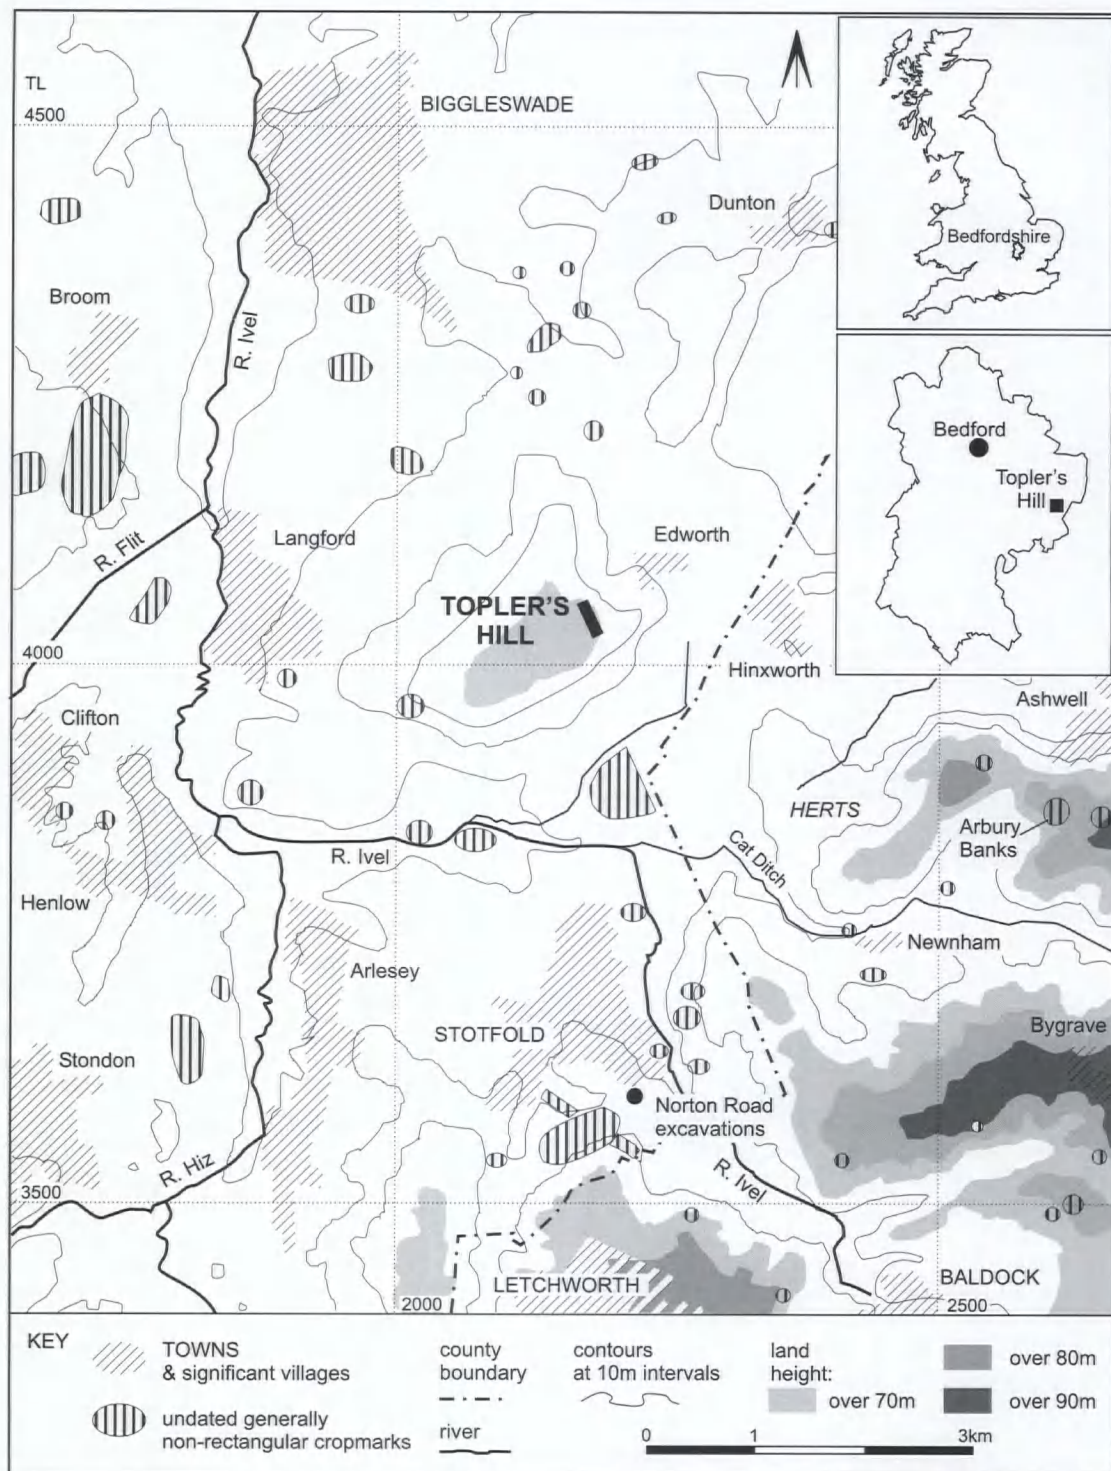 TL
4500
BIGGLESWADE
Dunton
Bedfordshire
Broom
R. Ivel
Bedford
Topler's
Hill
R. Flit
Langford
Edworth
TOPLER'S
HILL
4000
Hinxworth
Ashwell
Clifton
HERTS
Arbury
Banks
R. Ivel
Cat Ditch
Henlow
Newnham
Arlesey
STOTFOLD
Bygrave
Stondon
Norton Road
excavations
R. Hiz
R. Ivel
3500
LETCHWORTH
BALDOCK
2000
2500
KEY
TOWNS
& significant villages
undated generally
non-rectangular cropmarks
county
boundary
river
contours
at 10m intervals
land
height:
over 70m
over 80m
over 90m
0 1 3km